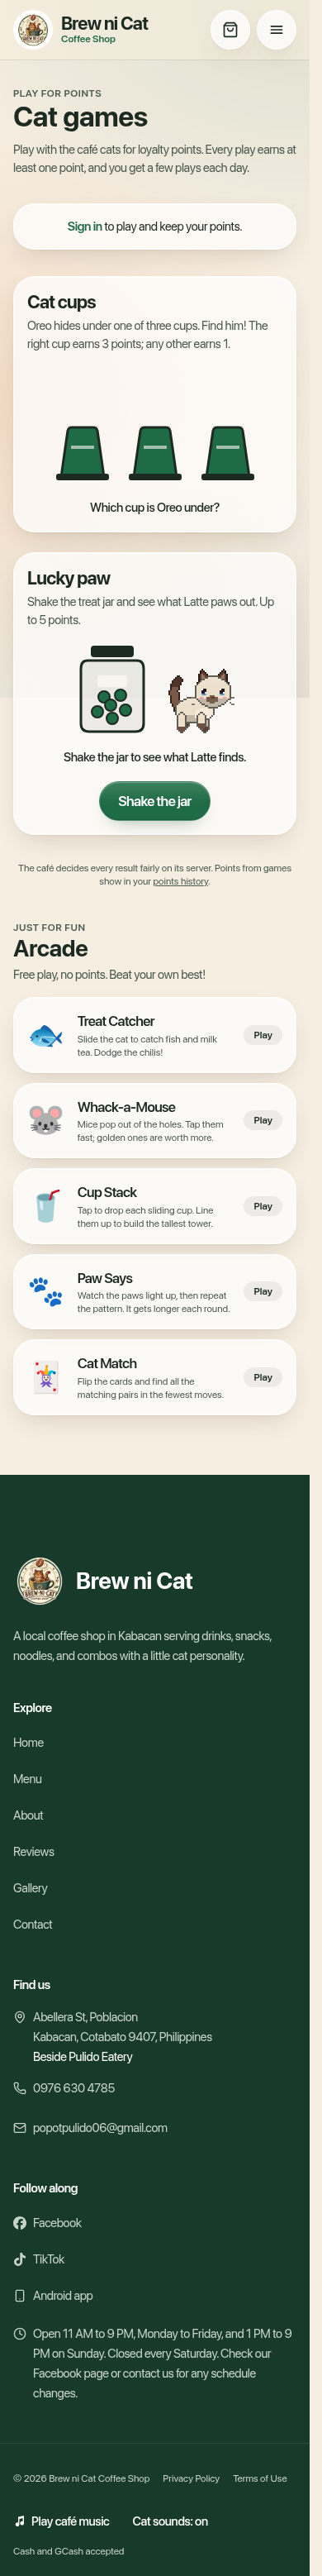 Brew ni Cat
Coffee Shop
PLAY FOR POINTS
Cat games
Play with the café cats for loyalty points. Every play earns at
least one point, and you get a few plays each day.
Sign in to play and keep your points.
Cat cups
Oreo hides under one of three cups. Find him! The
right cup earns 3 points; any other earns 1.
Which cup is Oreo under?
Lucky paw
Shake the treat jar and see what Latte paws out. Up
to 5 points.
Shake the jar to see what Latte finds.
Shake the jar
The café decides every result fairly on its server. Points from games
show in your points history.
JUST FOR FUN
Arcade
Free play, no points. Beat your own best!
Treat Catcher
Slide the cat to catch fish and milk
tea. Dodge the chilis!
Play
Whack-a-Mouse
Mice pop out of the holes. Tap them
fast; golden ones are worth more.
Play
Cup Stack
Tap to drop each sliding cup. Line
them up to build the tallest tower.
Play
Paw Says
Watch the paws light up, then repeat
the pattern. It gets longer each round.
Play
Cat Match
Flip the cards and find all the
matching pairs in the fewest moves.
Play
Brew ni Cat
A local coffee shop in Kabacan serving drinks, snacks,
noodles, and combos with a little cat personality.
Explore
Home
Menu
About
Reviews
Gallery
Contact
Find us
Abellera St, Poblacion
Kabacan, Cotabato 9407, Philippines
Beside Pulido Eatery
0976 630 4785
popotpulido06@gmail.com
Follow along
Facebook
TikTok
Android app
Open 11 AM to 9 PM, Monday to Friday, and 1 PM to 9
PM on Sunday. Closed every Saturday. Check our
Facebook page or contact us for any schedule
changes.
© 2026 Brew ni Cat Coffee Shop Privacy Policy Terms of Use
Play café music Cat sounds: on
Cash and GCash accepted